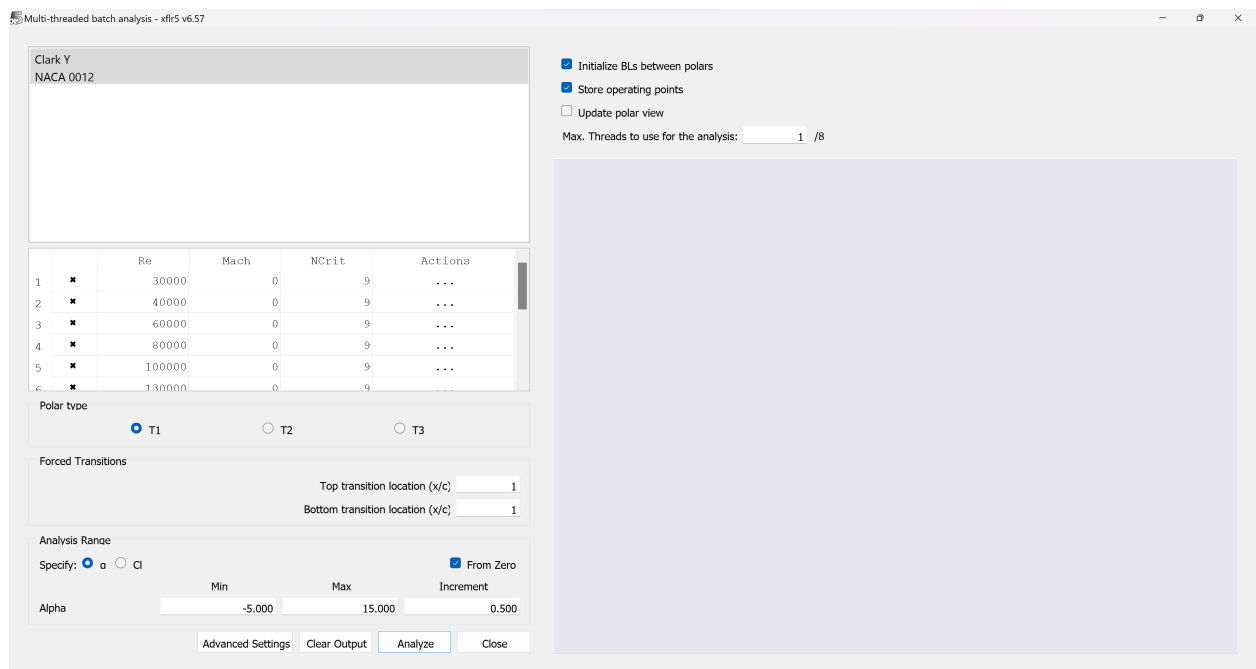 Multi-threaded batch analysis - xflr5 v6.57
Clark Y
NACA 0012
Re Mach NCrit Actions
1 ✖ 30000 0 9 ...
2 ✖ 40000 0 9 ...
3 ✖ 60000 0 9 ...
4 ✖ 80000 0 9 ...
5 ✖ 100000 0 9 ...
6 ✖ 130000 0 9 ...
Polar type
T1 T2 T3
Forced Transitions
Top transition location (x/c) 1
Bottom transition location (x/c) 1
Analysis Range
Specify: α Cl From Zero
Min Max Increment
Alpha -5.000 15.000 0.500
Advanced Settings Clear Output Analyze Close
Initialize BLs between polars
Store operating points
Update polar view
Max. Threads to use for the analysis: 1 /8